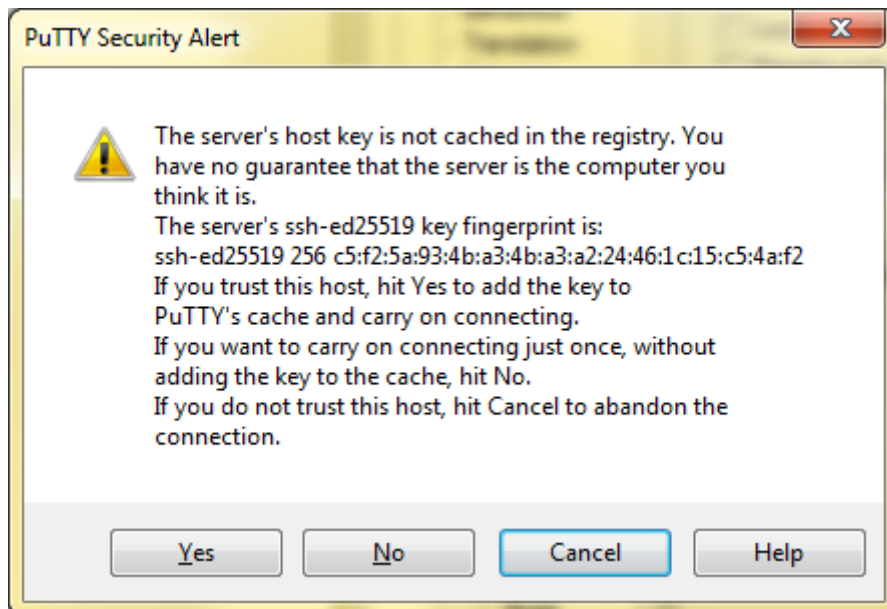 PuTTY Security Alert
The server's host key is not cached in the registry. You
have no guarantee that the server is the computer you
think it is.
The server's ssh-ed25519 key fingerprint is:
ssh-ed25519 256 c5:f2:5a:93:4b:a3:4b:a3:a2:24:46:1c:15:c5:4a:f2
If you trust this host, hit Yes to add the key to
PuTTY's cache and carry on connecting.
If you want to carry on connecting just once, without
adding the key to the cache, hit No.
If you do not trust this host, hit Cancel to abandon the
connection.
Yes No Cancel Help